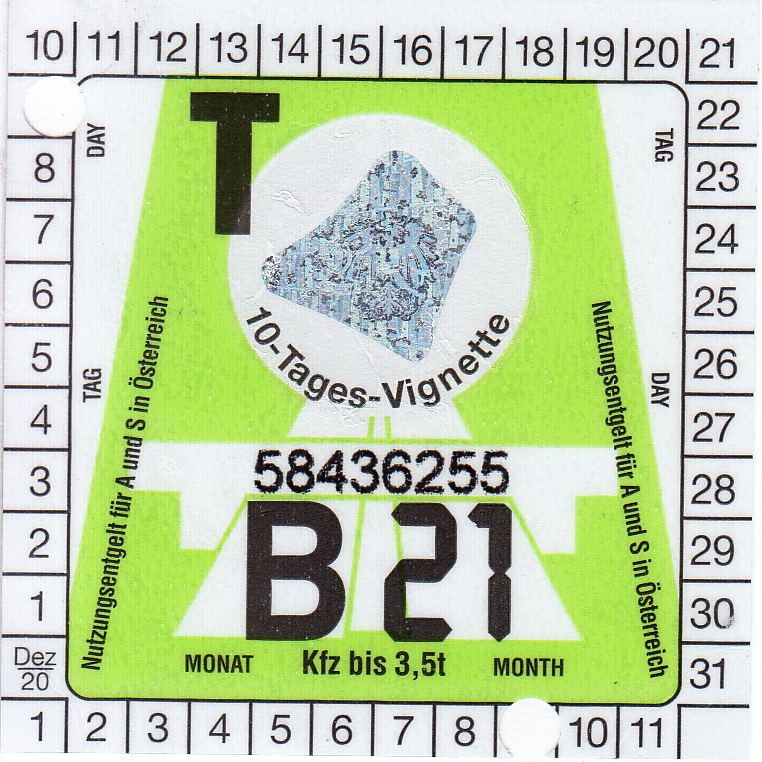 10 11 12 13 14 15 16 17 18 19 20 21
22
23
24
25
26
27
28
29
30
31
8
7
6
5
4
3
2
1
Dez
20
1 2 3 4 5 6 7 8 10 11
DAY
TAG
TAG
DAY
T
10-Tages-Vignette
Nutzungsentgelt für A und S in Österreich
Nutzungsentgelt für A und S in Österreich
58436255
B 21
MONAT Kfz bis 3,5t MONTH